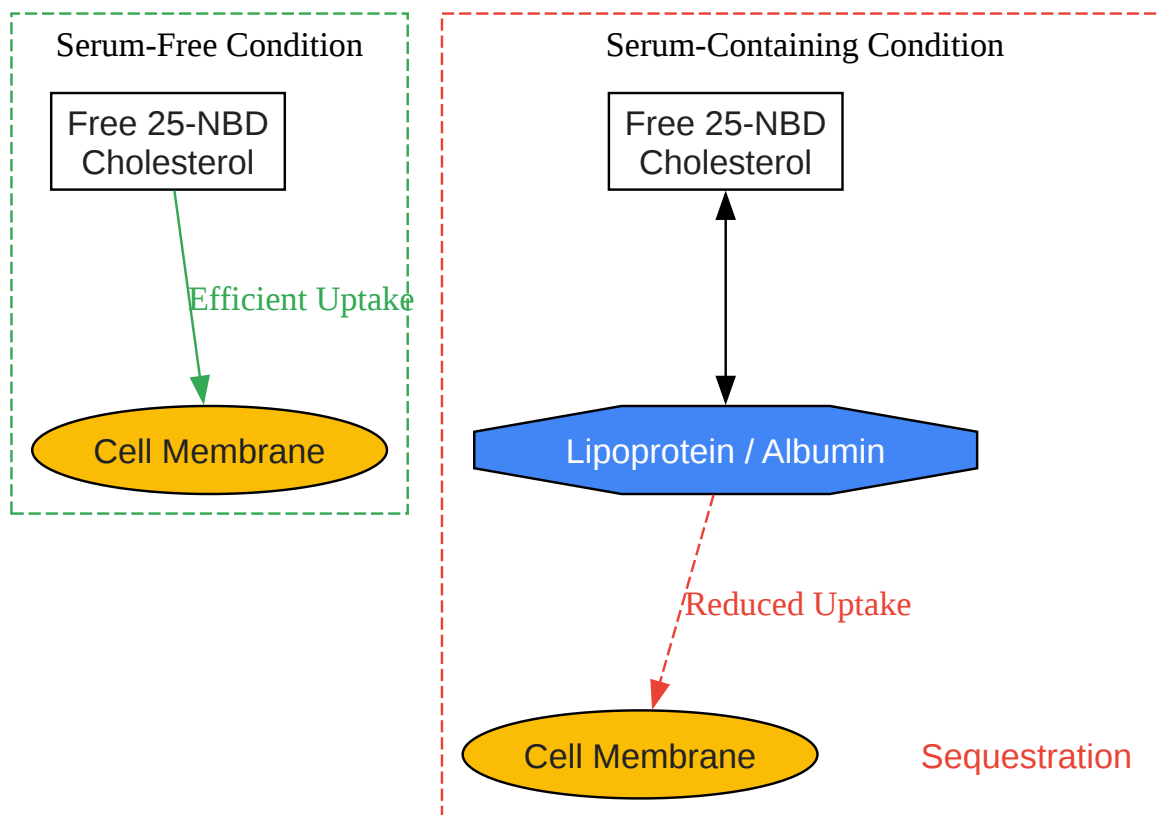 Serum-Free Condition
Free 25-NBD
Cholesterol
Efficient Uptake
Cell Membrane
Serum-Containing Condition
Free 25-NBD
Cholesterol
Lipoprotein / Albumin
Reduced Uptake
Cell Membrane
Sequestration